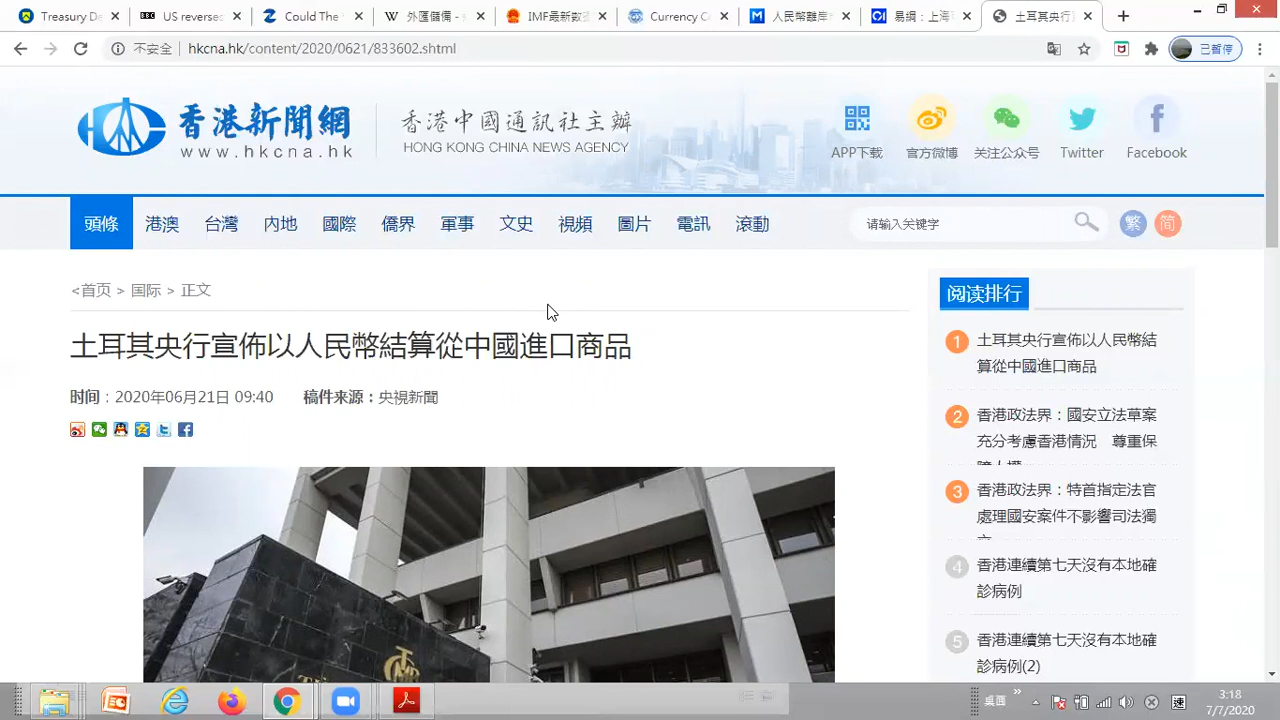 Treasury De
US reversec
Could The
外匯儲備 -
IMF最新數
Currency C
人民幣離岸
易綱：上海
土耳其央行
不安全
hkcna.hk/content/2020/0621/833602.shtml
已暫停
香港新聞網
www.hkcna.hk
香港中國通訊社主辦
HONG KONG CHINA NEWS AGENCY
APP下载
官方微博
关注公众号
Twitter
Facebook
頭條 港澳 台灣 内地 國際 僑界 軍事 文史 視頻 圖片 電訊 滾動
请输入关键字
繁 简
<首页 > 国际 > 正文
土耳其央行宣佈以人民幣結算從中國進口商品
时间：2020年06月21日 09:40 稿件来源：央視新聞
阅读排行
1 土耳其央行宣佈以人民幣結
算從中國進口商品
2 香港政法界：國安立法草案
充分考慮香港情況 尊重保
障人權
3 香港政法界：特首指定法官
處理國安案件不影響司法獨
立
4 香港連續第七天沒有本地確
診病例
5 香港連續第七天沒有本地確
診病例(2)
桌面
3:18
7/7/2020